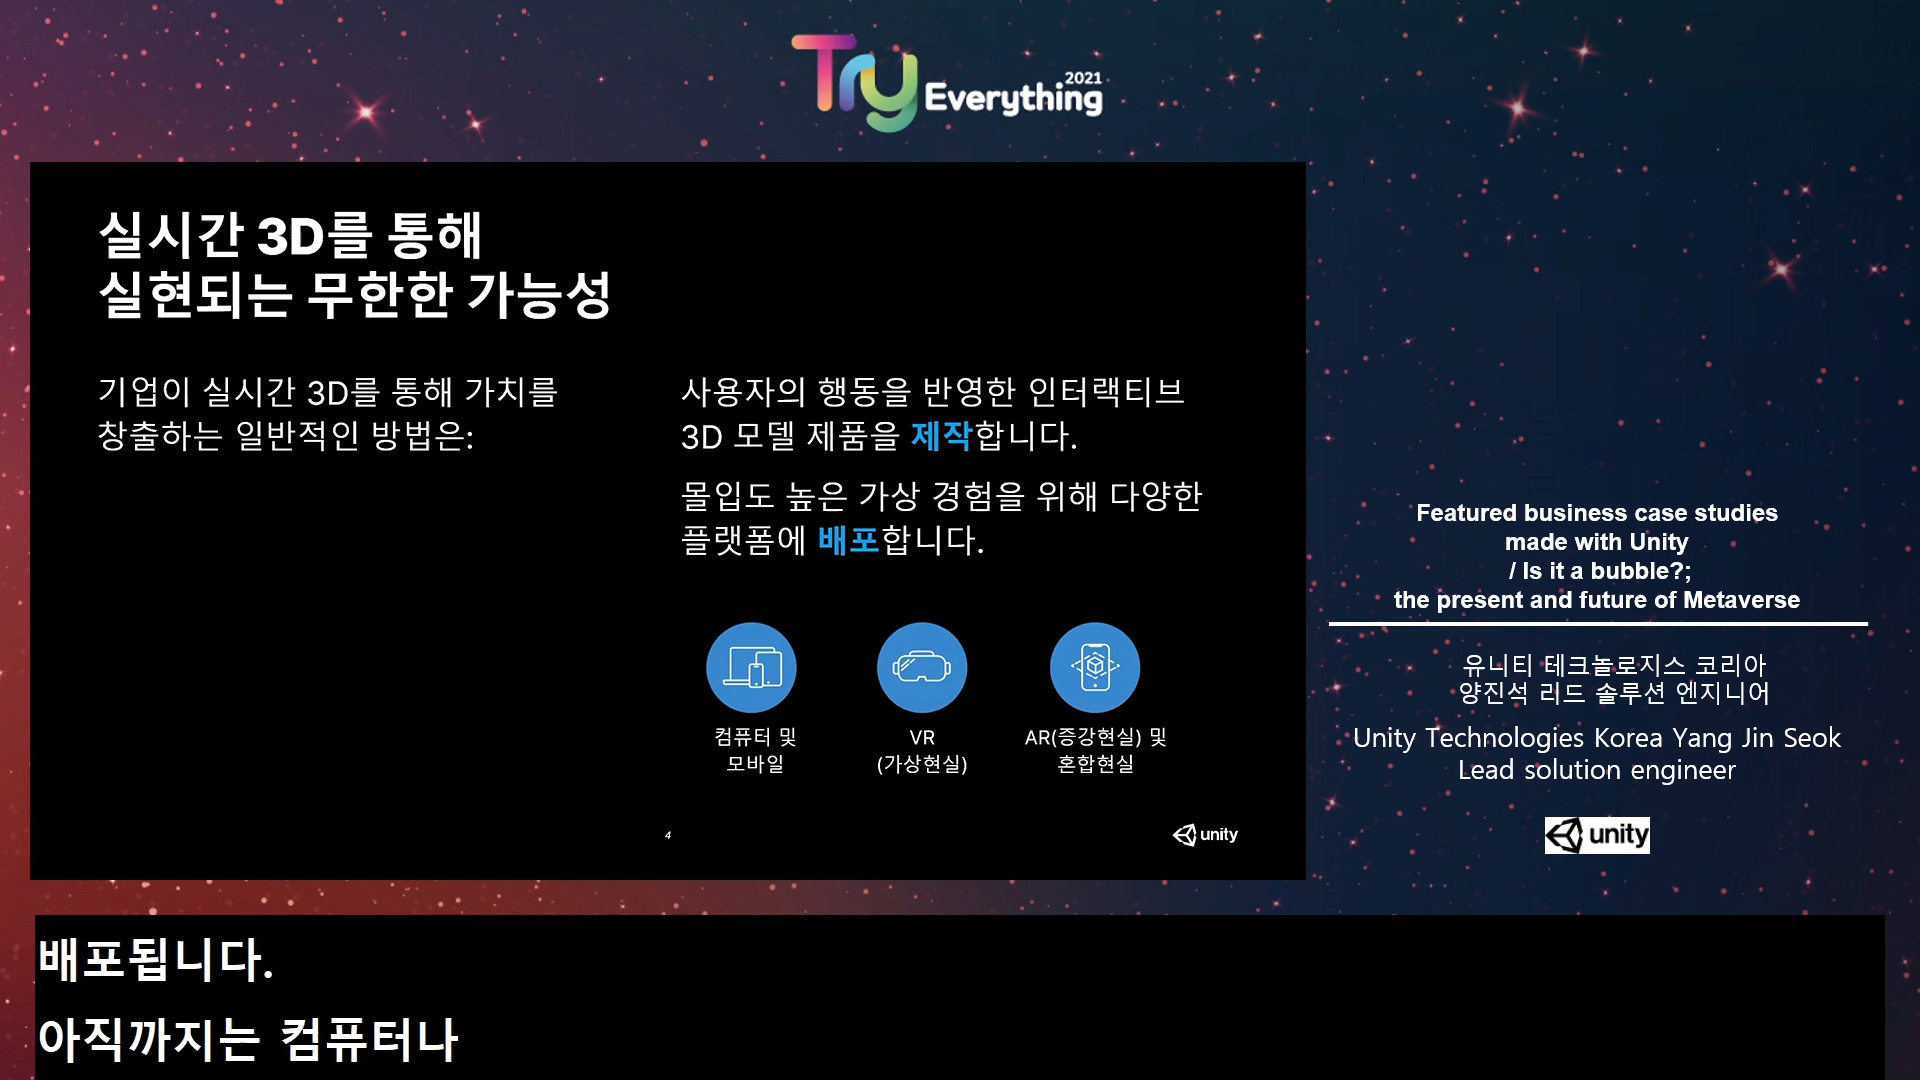 Try Everything 2021
실시간 3D를 통해
실현되는 무한한 가능성
기업이 실시간 3D를 통해 가치를
창출하는 일반적인 방법은:
사용자의 행동을 반영한 인터랙티브
3D 모델 제품을 제작합니다.
몰입도 높은 가상 경험을 위해 다양한
플랫폼에 배포합니다.
컴퓨터 및
모바일
VR
(가상현실)
AR(증강현실) 및
혼합현실
4
unity
Featured business case studies
made with Unity
/ Is it a bubble?;
the present and future of Metaverse
유니티 테크놀로지스 코리아
양진석 리드 솔루션 엔지니어
Unity Technologies Korea Yang Jin Seok
Lead solution engineer
unity
배포됩니다.
아직까지는 컴퓨터나